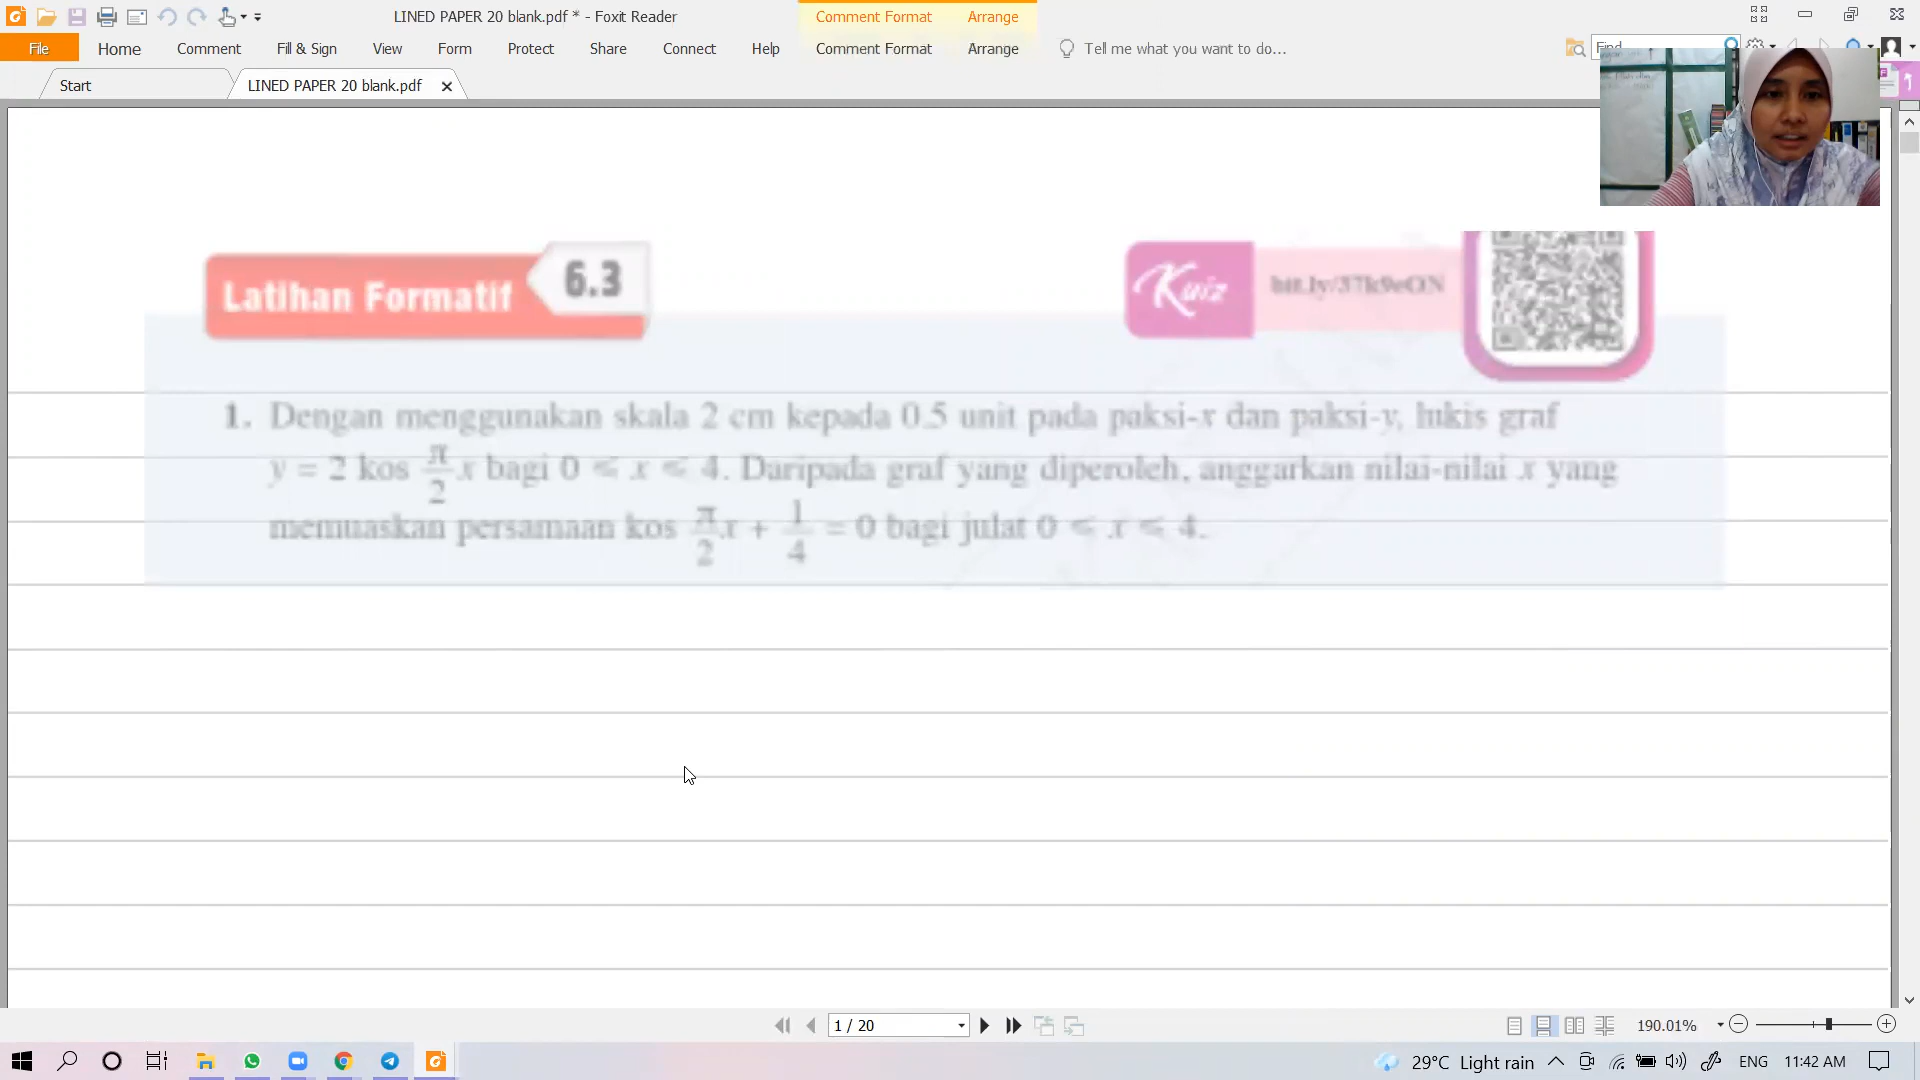 LINED PAPER 20 blank.pdf * - Foxit Reader
Comment Format Arrange
File Home Comment Fill & Sign View Form Protect Share Connect Help Comment Format Arrange Tell me what you want to do... Find
Start LINED PAPER 20 blank.pdf
Latihan Formatif 6.3
Kuiz bit.ly/37k9eON
1. Dengan menggunakan skala 2 cm kepada 0.5 unit pada paksi-x dan paksi-y, lukis graf
y = 2 kos π/2 x bagi 0 ⩽ x ⩽ 4. Daripada graf yang diperoleh, anggarkan nilai-nilai x yang
memuaskan persamaan kos π/2 x + 1/4 = 0 bagi julat 0 ⩽ x ⩽ 4.
1 / 20
190.01%
29°C Light rain ENG 11:42 AM